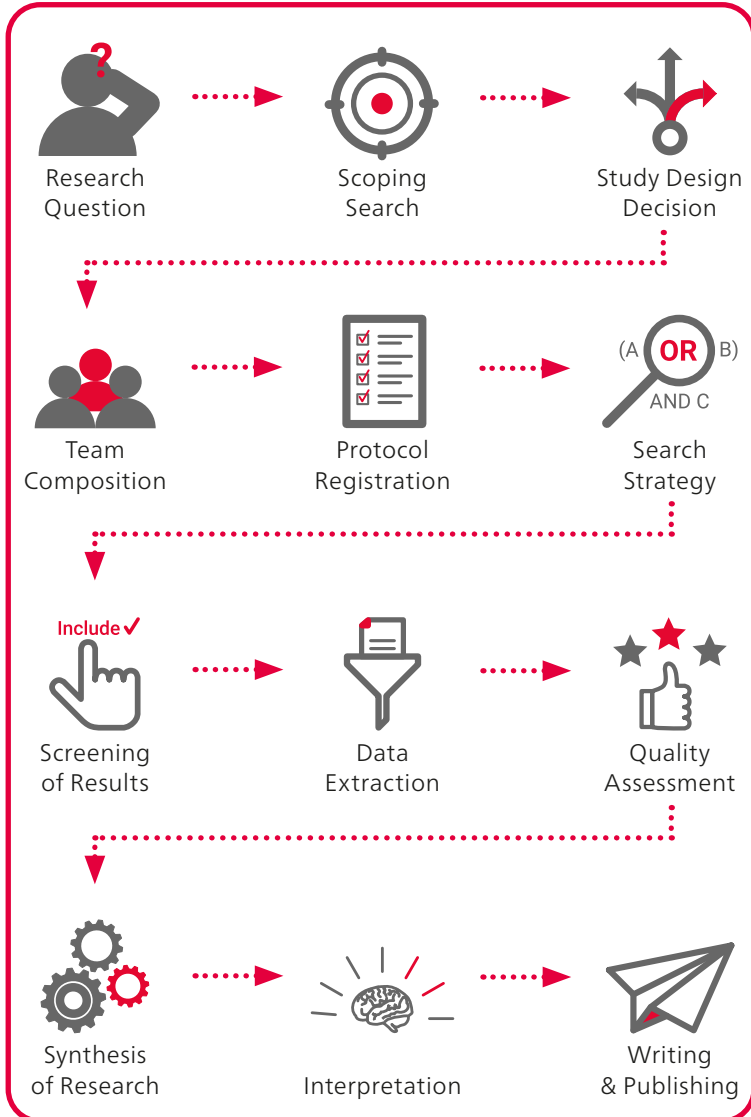 ?
Research
Question
Scoping
Search
Study Design
Decision
Team
Composition
Protocol
Registration
(A OR B)
AND C
Search
Strategy
Include ✓
Screening
of Results
Data
Extraction
Quality
Assessment
Synthesis
of Research
Interpretation
Writing
& Publishing